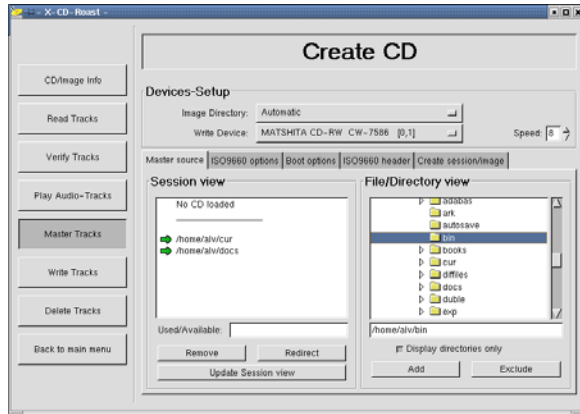 X-CD-Roast
Create CD
CD/Image Info
Read Tracks
Verify Tracks
Play Audio-Tracks
Master Tracks
Write Tracks
Delete Tracks
Back to main menu
Devices-Setup
Image Directory: Automatic
Write Device: MATSHITA CD-RW CW-7586 [0,1] Speed: 8
Master source ISO9660 options Boot options ISO9660 header Create session/image
Session view
No CD loaded
/home/alv/cur
/home/alv/docs
Used/Available:
Remove Redirect
Update Session view
File/Directory view
adabas
ark
autosave
bin
books
cur
diffiles
docs
duble
exp
/home/alv/bin
Display directories only
Add Exclude